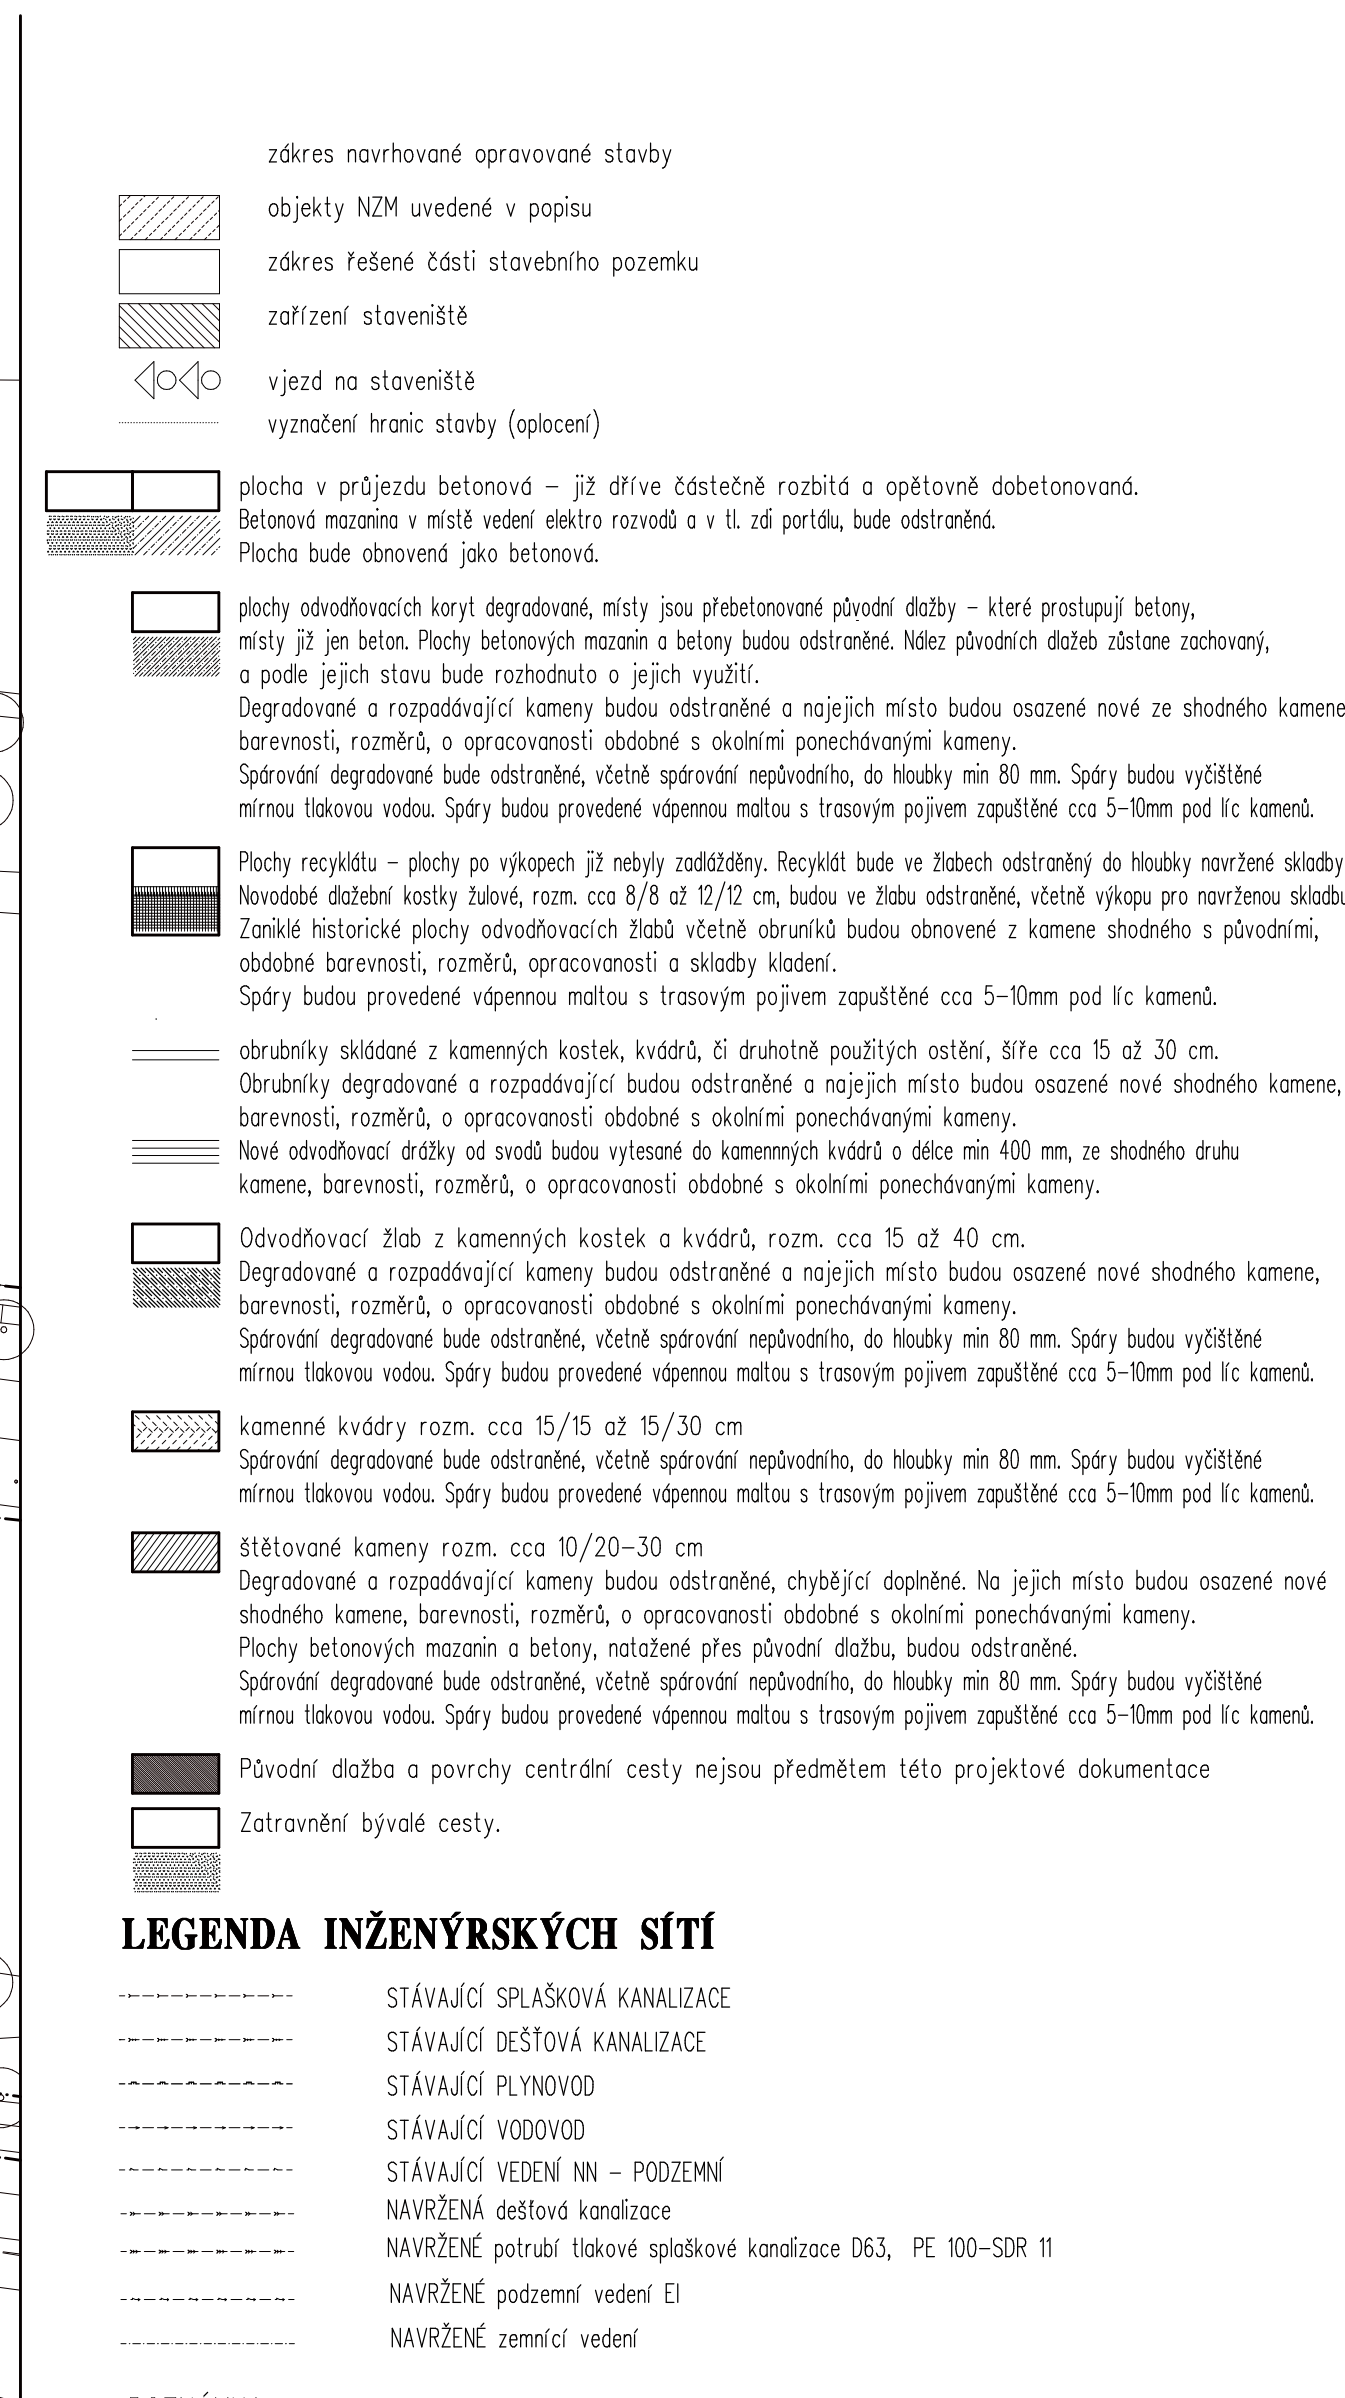 zákres navrhované opravované stavby
objekty NZM uvedené v popisu
zákres řešené části stavebního pozemku
zařízení staveniště
vjezd na staveniště
vyznačení hranic stavby (oplocení)
plocha v průjezdu betonová – již dříve částečně rozbitá a opětovně dobetonovaná.
Betonová mazanina v místě vedení elektro rozvodů a v tl. zdi portálu, bude odstraněná.
Plocha bude obnovená jako betonová.
plochy odvodňovacích koryt degradované, místy jsou přebetonované původní dlažby – které prostupují betony,
místy již jen beton. Plochy betonových mazanin a betony budou odstraněné. Nález původních dlažeb zůstane zachovaný,
a podle jejich stavu bude rozhodnuto o jejich využití.
Degradované a rozpadávající kameny budou odstraněné a najejich místo budou osazené nové ze shodného kamene
barevnosti, rozměrů, o opracovanosti obdobné s okolními ponechávanými kameny.
Spárování degradované bude odstraněné, včetně spárování nepůvodního, do hloubky min 80 mm. Spáry budou vyčištěné
mírnou tlakovou vodou. Spáry budou provedené vápennou maltou s trasovým pojivem zapuštěné cca 5–10mm pod líc kamenů.
Plochy recyklátu – plochy po výkopech již nebyly zadlážděny. Recyklát bude ve žlabech odstraněný do hloubky navržené skladby
Novodobé dlažební kostky žulové, rozm. cca 8/8 až 12/12 cm, budou ve žlabu odstraněné, včetně výkopu pro navrženou skladbu
Zaniklé historické plochy odvodňovacích žlabů včetně obruníků budou obnovené z kamene shodného s původními,
obdobné barevnosti, rozměrů, opracovanosti a skladby kladení.
Spáry budou provedené vápennou maltou s trasovým pojivem zapuštěné cca 5–10mm pod líc kamenů.
obrubníky skládané z kamenných kostek, kvádrů, či druhotně použitých ostění, šíře cca 15 až 30 cm.
Obrubníky degradované a rozpadávající budou odstraněné a najejich místo budou osazené nové shodného kamene,
barevnosti, rozměrů, o opracovanosti obdobné s okolními ponechávanými kameny.
Nové odvodňovací drážky od svodů budou vytesané do kamennných kvádrů o délce min 400 mm, ze shodného druhu
kamene, barevnosti, rozměrů, o opracovanosti obdobné s okolními ponechávanými kameny.
Odvodňovací žlab z kamenných kostek a kvádrů, rozm. cca 15 až 40 cm.
Degradované a rozpadávající kameny budou odstraněné a najejich místo budou osazené nové shodného kamene,
barevnosti, rozměrů, o opracovanosti obdobné s okolními ponechávanými kameny.
Spárování degradované bude odstraněné, včetně spárování nepůvodního, do hloubky min 80 mm. Spáry budou vyčištěné
mírnou tlakovou vodou. Spáry budou provedené vápennou maltou s trasovým pojivem zapuštěné cca 5–10mm pod líc kamenů.
kamenné kvádry rozm. cca 15/15 až 15/30 cm
Spárování degradované bude odstraněné, včetně spárování nepůvodního, do hloubky min 80 mm. Spáry budou vyčištěné
mírnou tlakovou vodou. Spáry budou provedené vápennou maltou s trasovým pojivem zapuštěné cca 5–10mm pod líc kamenů.
štětované kameny rozm. cca 10/20–30 cm
Degradované a rozpadávající kameny budou odstraněné, chybějící doplněné. Na jejich místo budou osazené nové
shodného kamene, barevnosti, rozměrů, o opracovanosti obdobné s okolními ponechávanými kameny.
Plochy betonových mazanin a betony, natažené přes původní dlažbu, budou odstraněné.
Spárování degradované bude odstraněné, včetně spárování nepůvodního, do hloubky min 80 mm. Spáry budou vyčištěné
mírnou tlakovou vodou. Spáry budou provedené vápennou maltou s trasovým pojivem zapuštěné cca 5–10mm pod líc kamenů.
Původní dlažba a povrchy centrální cesty nejsou předmětem této projektové dokumentace
Zatravnění bývalé cesty.
LEGENDA INŽENÝRSKÝCH SÍTÍ
STÁVAJÍCÍ SPLAŠKOVÁ KANALIZACE
STÁVAJÍCÍ DEŠŤOVÁ KANALIZACE
STÁVAJÍCÍ PLYNOVOD
STÁVAJÍCÍ VODOVOD
STÁVAJÍCÍ VEDENÍ NN – PODZEMNÍ
NAVRŽENÁ dešťová kanalizace
NAVRŽENÉ potrubí tlakové splaškové kanalizace D63, PE 100–SDR 11
NAVRŽENÉ podzemní vedení El
NAVRŽENÉ zemnící vedení